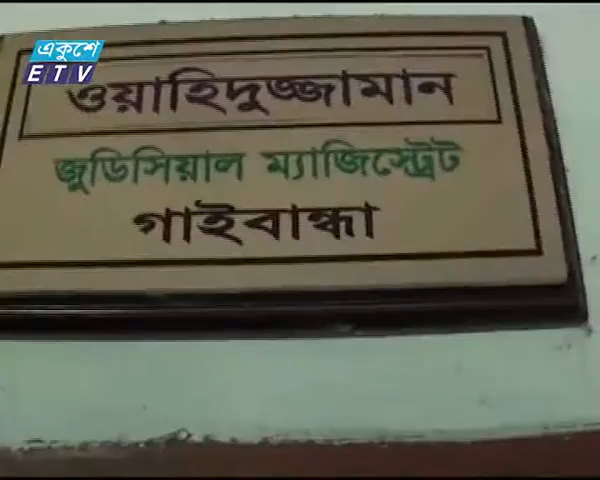 একুশে
ETV
ওয়াহিদুজ্জামান
জুডিসিয়াল ম্যাজিস্ট্রেট
গাইবান্ধা